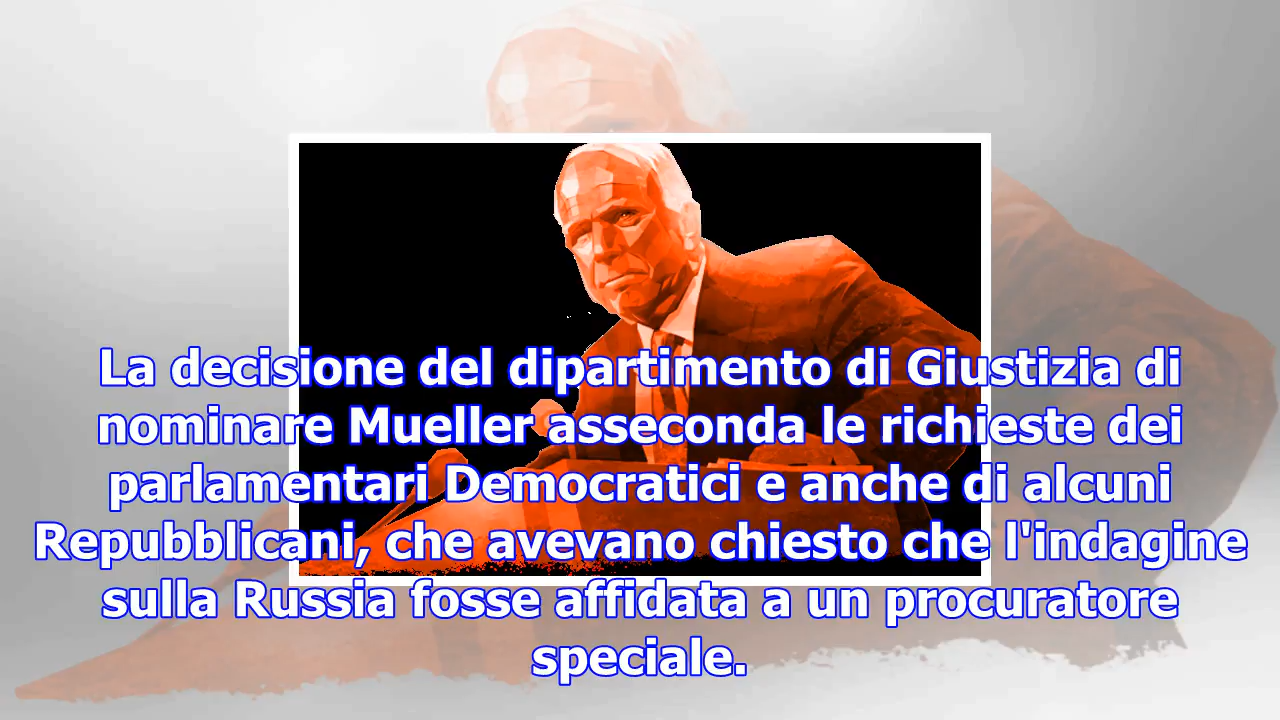 La decisione del dipartimento di Giustizia di
nominare Mueller asseconda le richieste dei
parlamentari Democratici e anche di alcuni
Repubblicani, che avevano chiesto che l'indagine
sulla Russia fosse affidata a un procuratore
speciale.